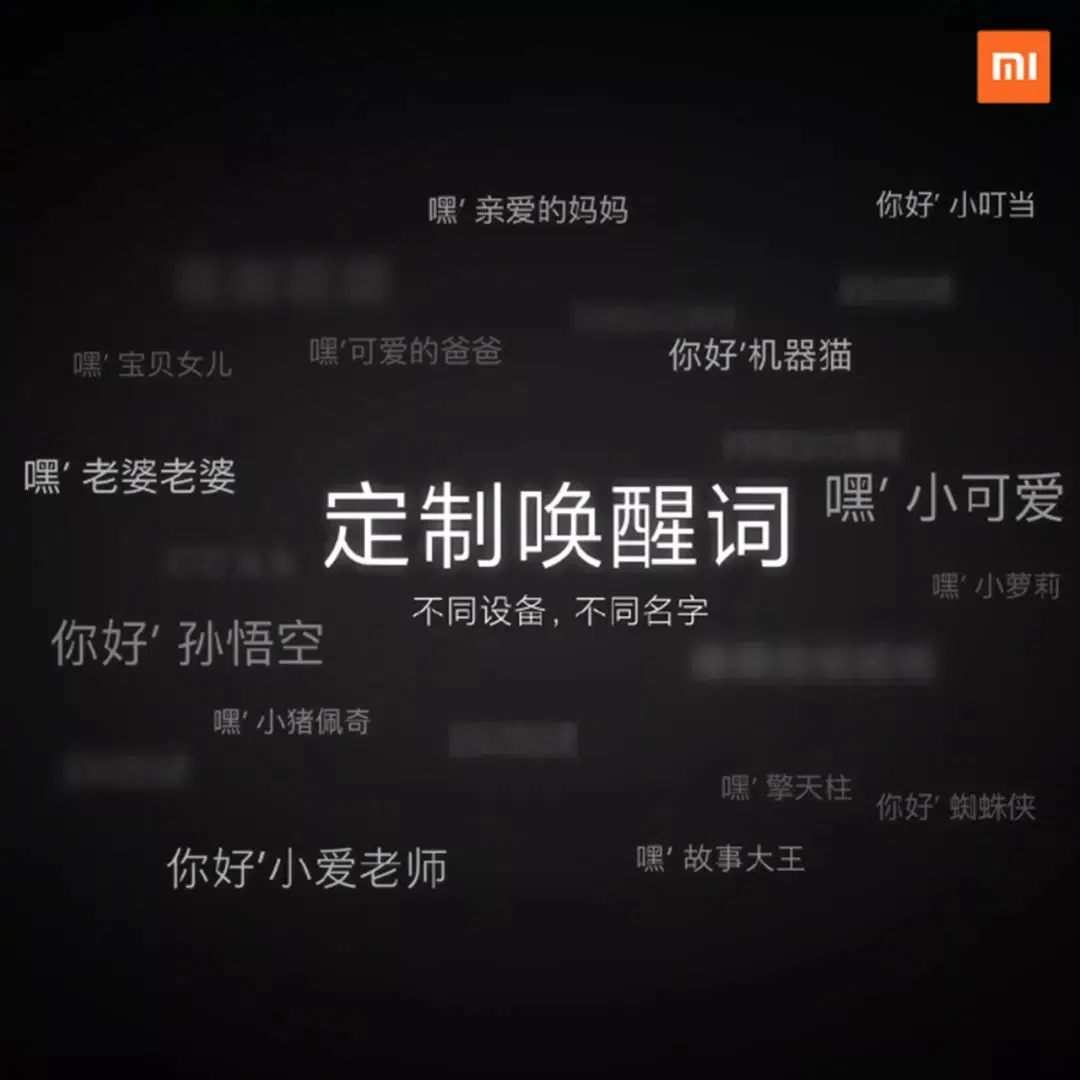 mi
嘿’ 亲爱的妈妈
你好’ 小叮当
嘿’ 宝贝女儿
嘿’可爱的爸爸
你好’机器猫
嘿’ 老婆老婆
定制唤醒词
嘿’ 小可爱
不同设备，不同名字
嘿’ 小萝莉
你好’ 孙悟空
嘿’ 小猪佩奇
嘿’ 擎天柱
你好’ 蜘蛛侠
你好’小爱老师
嘿’ 故事大王